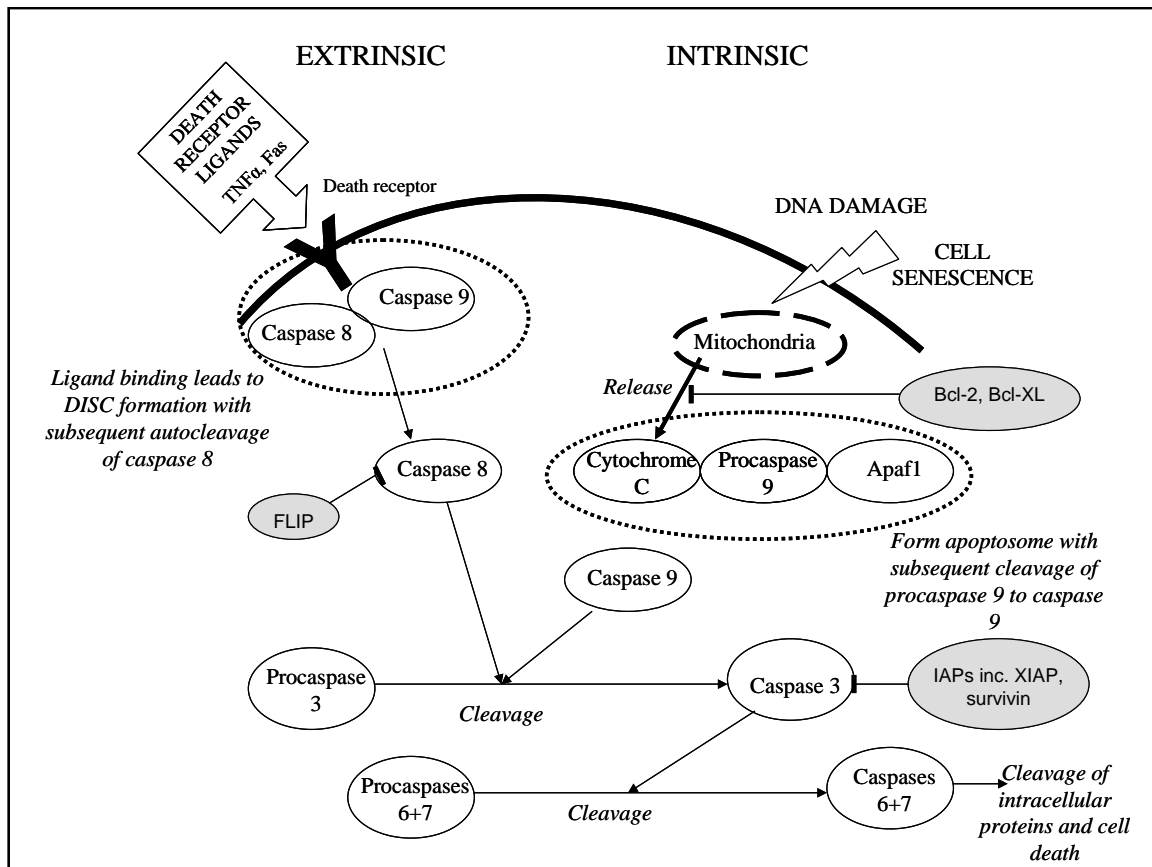 EXTRINSIC
INTRINSIC
DEATH
RECEPTOR
LIGANDS
TNFα, Fas
Death receptor
DNA DAMAGE
CELL
SENESCENCE
Caspase 9
Caspase 8
Mitochondria
Ligand binding leads to
DISC formation with
subsequent autocleavage
of caspase 8
Release
Bcl-2, Bcl-XL
Caspase 8
Cytochrome
C
Procaspase
9
Apaf1
FLIP
Form apoptosome with
subsequent cleavage of
procaspase 9 to caspase
9
Caspase 9
Procaspase
3
Cleavage
Caspase 3
IAPs inc. XIAP,
survivin
Procaspases
6+7
Cleavage
Caspases
6+7
Cleavage of
intracellular
proteins and cell
death